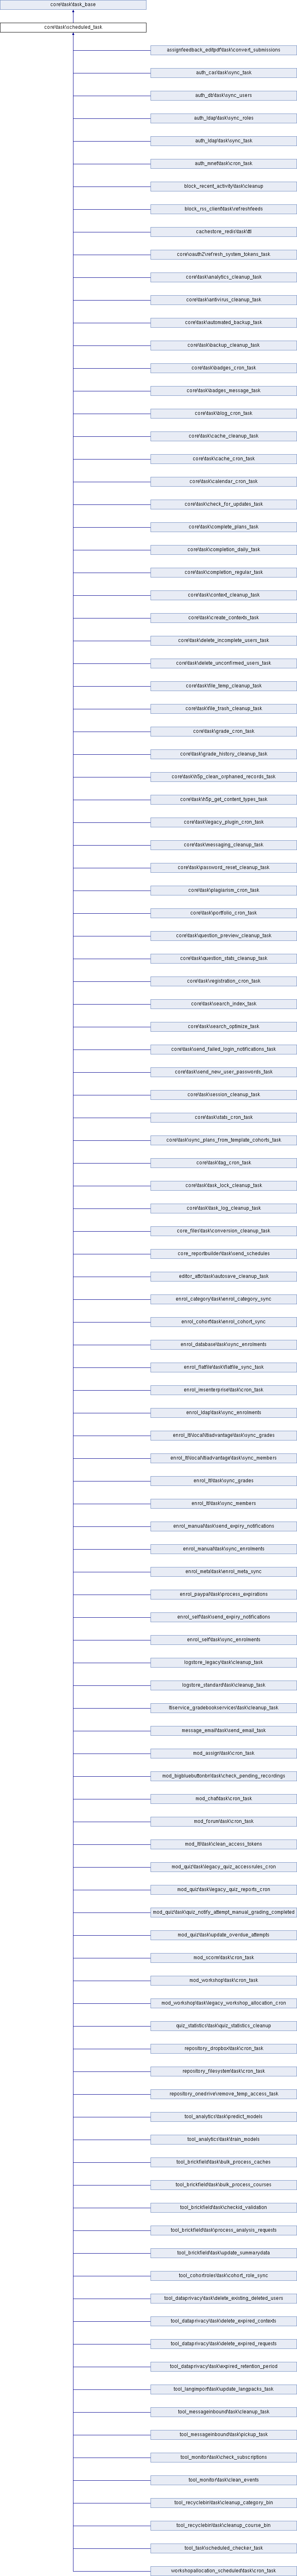 core\task\task_base
core\task\scheduled_task
assignfeedback_editpdf\task\convert_submissions
auth_cas\task\sync_task
auth_db\task\sync_users
auth_ldap\task\sync_roles
auth_ldap\task\sync_task
auth_mnet\task\cron_task
block_recent_activity\task\cleanup
block_rss_client\task\refreshfeeds
cachestore_redis\task\ttl
core\oauth2\refresh_system_tokens_task
core\task\analytics_cleanup_task
core\task\antivirus_cleanup_task
core\task\automated_backup_task
core\task\backup_cleanup_task
core\task\badges_cron_task
core\task\badges_message_task
core\task\blog_cron_task
core\task\cache_cleanup_task
core\task\cache_cron_task
core\task\calendar_cron_task
core\task\check_for_updates_task
core\task\complete_plans_task
core\task\completion_daily_task
core\task\completion_regular_task
core\task\context_cleanup_task
core\task\create_contexts_task
core\task\delete_incomplete_users_task
core\task\delete_unconfirmed_users_task
core\task\file_temp_cleanup_task
core\task\file_trash_cleanup_task
core\task\grade_cron_task
core\task\grade_history_cleanup_task
core\task\h5p_clean_orphaned_records_task
core\task\h5p_get_content_types_task
core\task\legacy_plugin_cron_task
core\task\messaging_cleanup_task
core\task\password_reset_cleanup_task
core\task\plagiarism_cron_task
core\task\portfolio_cron_task
core\task\question_preview_cleanup_task
core\task\question_stats_cleanup_task
core\task\registration_cron_task
core\task\search_index_task
core\task\search_optimize_task
core\task\send_failed_login_notifications_task
core\task\send_new_user_passwords_task
core\task\session_cleanup_task
core\task\stats_cron_task
core\task\sync_plans_from_template_cohorts_task
core\task\tag_cron_task
core\task\task_lock_cleanup_task
core\task\task_log_cleanup_task
core_files\task\conversion_cleanup_task
core_reportbuilder\task\send_schedules
editor_atto\task\autosave_cleanup_task
enrol_category\task\enrol_category_sync
enrol_cohort\task\enrol_cohort_sync
enrol_database\task\sync_enrolments
enrol_flatfile\task\flatfile_sync_task
enrol_imsenterprise\task\cron_task
enrol_ldap\task\sync_enrolments
enrol_lti\local\ltiadvantage\task\sync_grades
enrol_lti\local\ltiadvantage\task\sync_members
enrol_lti\task\sync_grades
enrol_lti\task\sync_members
enrol_manual\task\send_expiry_notifications
enrol_manual\task\sync_enrolments
enrol_meta\task\enrol_meta_sync
enrol_paypal\task\process_expirations
enrol_self\task\send_expiry_notifications
enrol_self\task\sync_enrolments
logstore_legacy\task\cleanup_task
logstore_standard\task\cleanup_task
ltiservice_gradebookservices\task\cleanup_task
message_email\task\send_email_task
mod_assign\task\cron_task
mod_bigbluebuttonbn\task\check_pending_recordings
mod_chat\task\cron_task
mod_forum\task\cron_task
mod_lti\task\clean_access_tokens
mod_quiz\task\legacy_quiz_accessrules_cron
mod_quiz\task\legacy_quiz_reports_cron
mod_quiz\task\quiz_notify_attempt_manual_grading_completed
mod_quiz\task\update_overdue_attempts
mod_scorm\task\cron_task
mod_workshop\task\cron_task
mod_workshop\task\legacy_workshop_allocation_cron
quiz_statistics\task\quiz_statistics_cleanup
repository_dropbox\task\cron_task
repository_filesystem\task\cron_task
repository_onedrive\remove_temp_access_task
tool_analytics\task\predict_models
tool_analytics\task\train_models
tool_brickfield\task\bulk_process_caches
tool_brickfield\task\bulk_process_courses
tool_brickfield\task\checkid_validation
tool_brickfield\task\process_analysis_requests
tool_brickfield\task\update_summarydata
tool_cohortroles\task\cohort_role_sync
tool_dataprivacy\task\delete_existing_deleted_users
tool_dataprivacy\task\delete_expired_contexts
tool_dataprivacy\task\delete_expired_requests
tool_dataprivacy\task\expired_retention_period
tool_langimport\task\update_langpacks_task
tool_messageinbound\task\cleanup_task
tool_messageinbound\task\pickup_task
tool_monitor\task\check_subscriptions
tool_monitor\task\clean_events
tool_recyclebin\task\cleanup_category_bin
tool_recyclebin\task\cleanup_course_bin
tool_task\scheduled_checker_task
workshopallocation_scheduled\task\cron_task